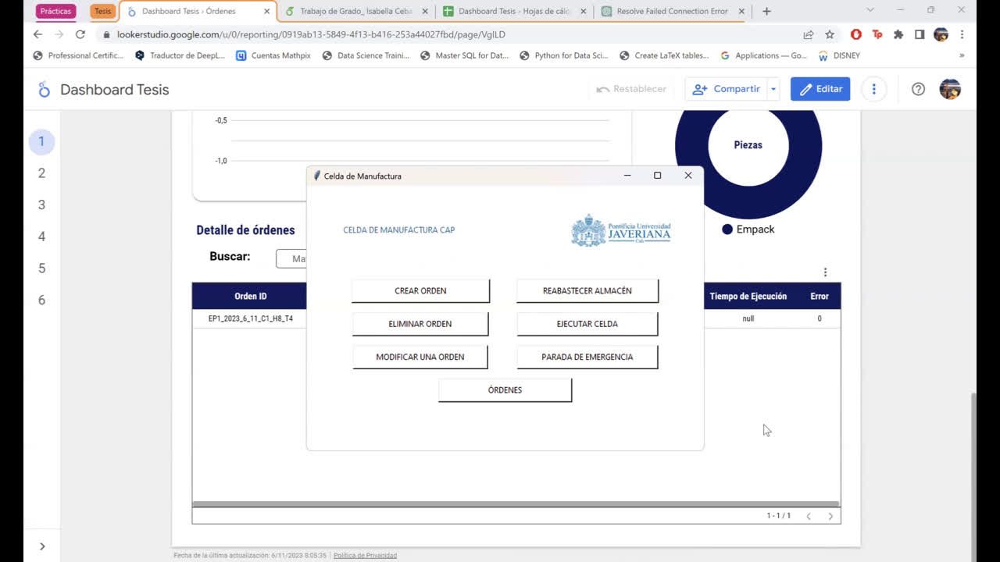 Prácticas
Tesis
Dashboard Tesis › Órdenes
Trabajo de Grado_ Isabella Ceba
Dashboard Tesis - Hojas de cálc
Resolve Failed Connection Error
lookerstudio.google.com/u/0/reporting/0919ab13-5849-4f13-b416-253a44027fbd/page/VgILD
Professional Certific...
Traductor de DeepL...
Cuentas Mathpix
Data Science Traini...
Master SQL for Dat...
Python for Data Sci...
Create LaTeX tables...
Applications — Go...
DISNEY
Dashboard Tesis
Restablecer
Compartir
Editar
1
2
3
4
5
6
-0,5
-1,0
Piezas
Empack
Celda de Manufactura
CELDA DE MANUFACTURA CAP
Pontificia Universidad
JAVERIANA
Cali
Detalle de órdenes
Buscar:
Ma
CREAR ORDEN
REABASTECER ALMACÉN
ELIMINAR ORDEN
EJECUTAR CELDA
MODIFICAR UNA ORDEN
PARADA DE EMERGENCIA
ÓRDENES
Orden ID
Tiempo de Ejecución
Error
EP1_2023_6_11_C1_H8_T4
null
0
1 - 1 / 1
Fecha de la última actualización: 6/11/2023 8:05:35
Política de Privacidad